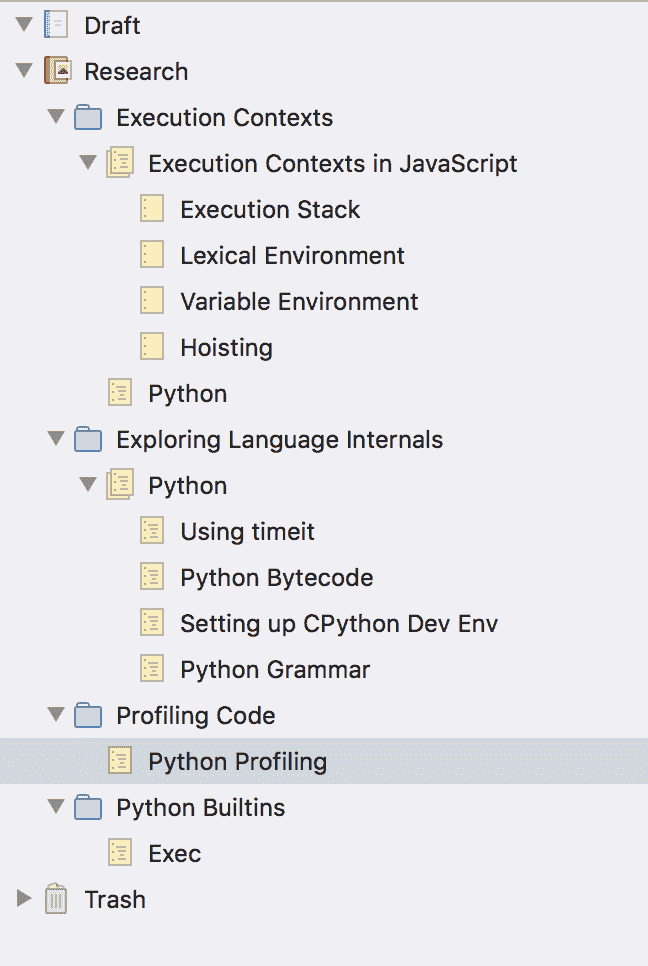 Draft
Research
Execution Contexts
Execution Contexts in JavaScript
Execution Stack
Lexical Environment
Variable Environment
Hoisting
Python
Exploring Language Internals
Python
Using timeit
Python Bytecode
Setting up CPython Dev Env
Python Grammar
Profiling Code
Python Profiling
Python Builtins
Exec
Trash